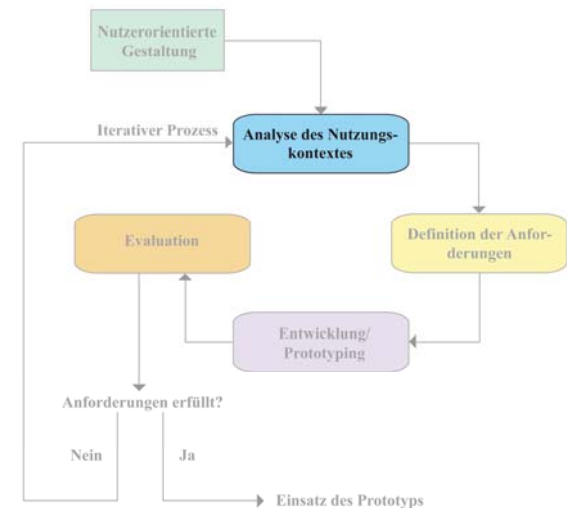 Nutzerorientierte
Gestaltung
Iterativer Prozess
Analyse des Nutzungs-
kontextes
Evaluation
Definition der Anfor-
derungen
Entwicklung/
Prototyping
Anforderungen erfüllt?
Nein
Ja
Einsatz des Prototyps